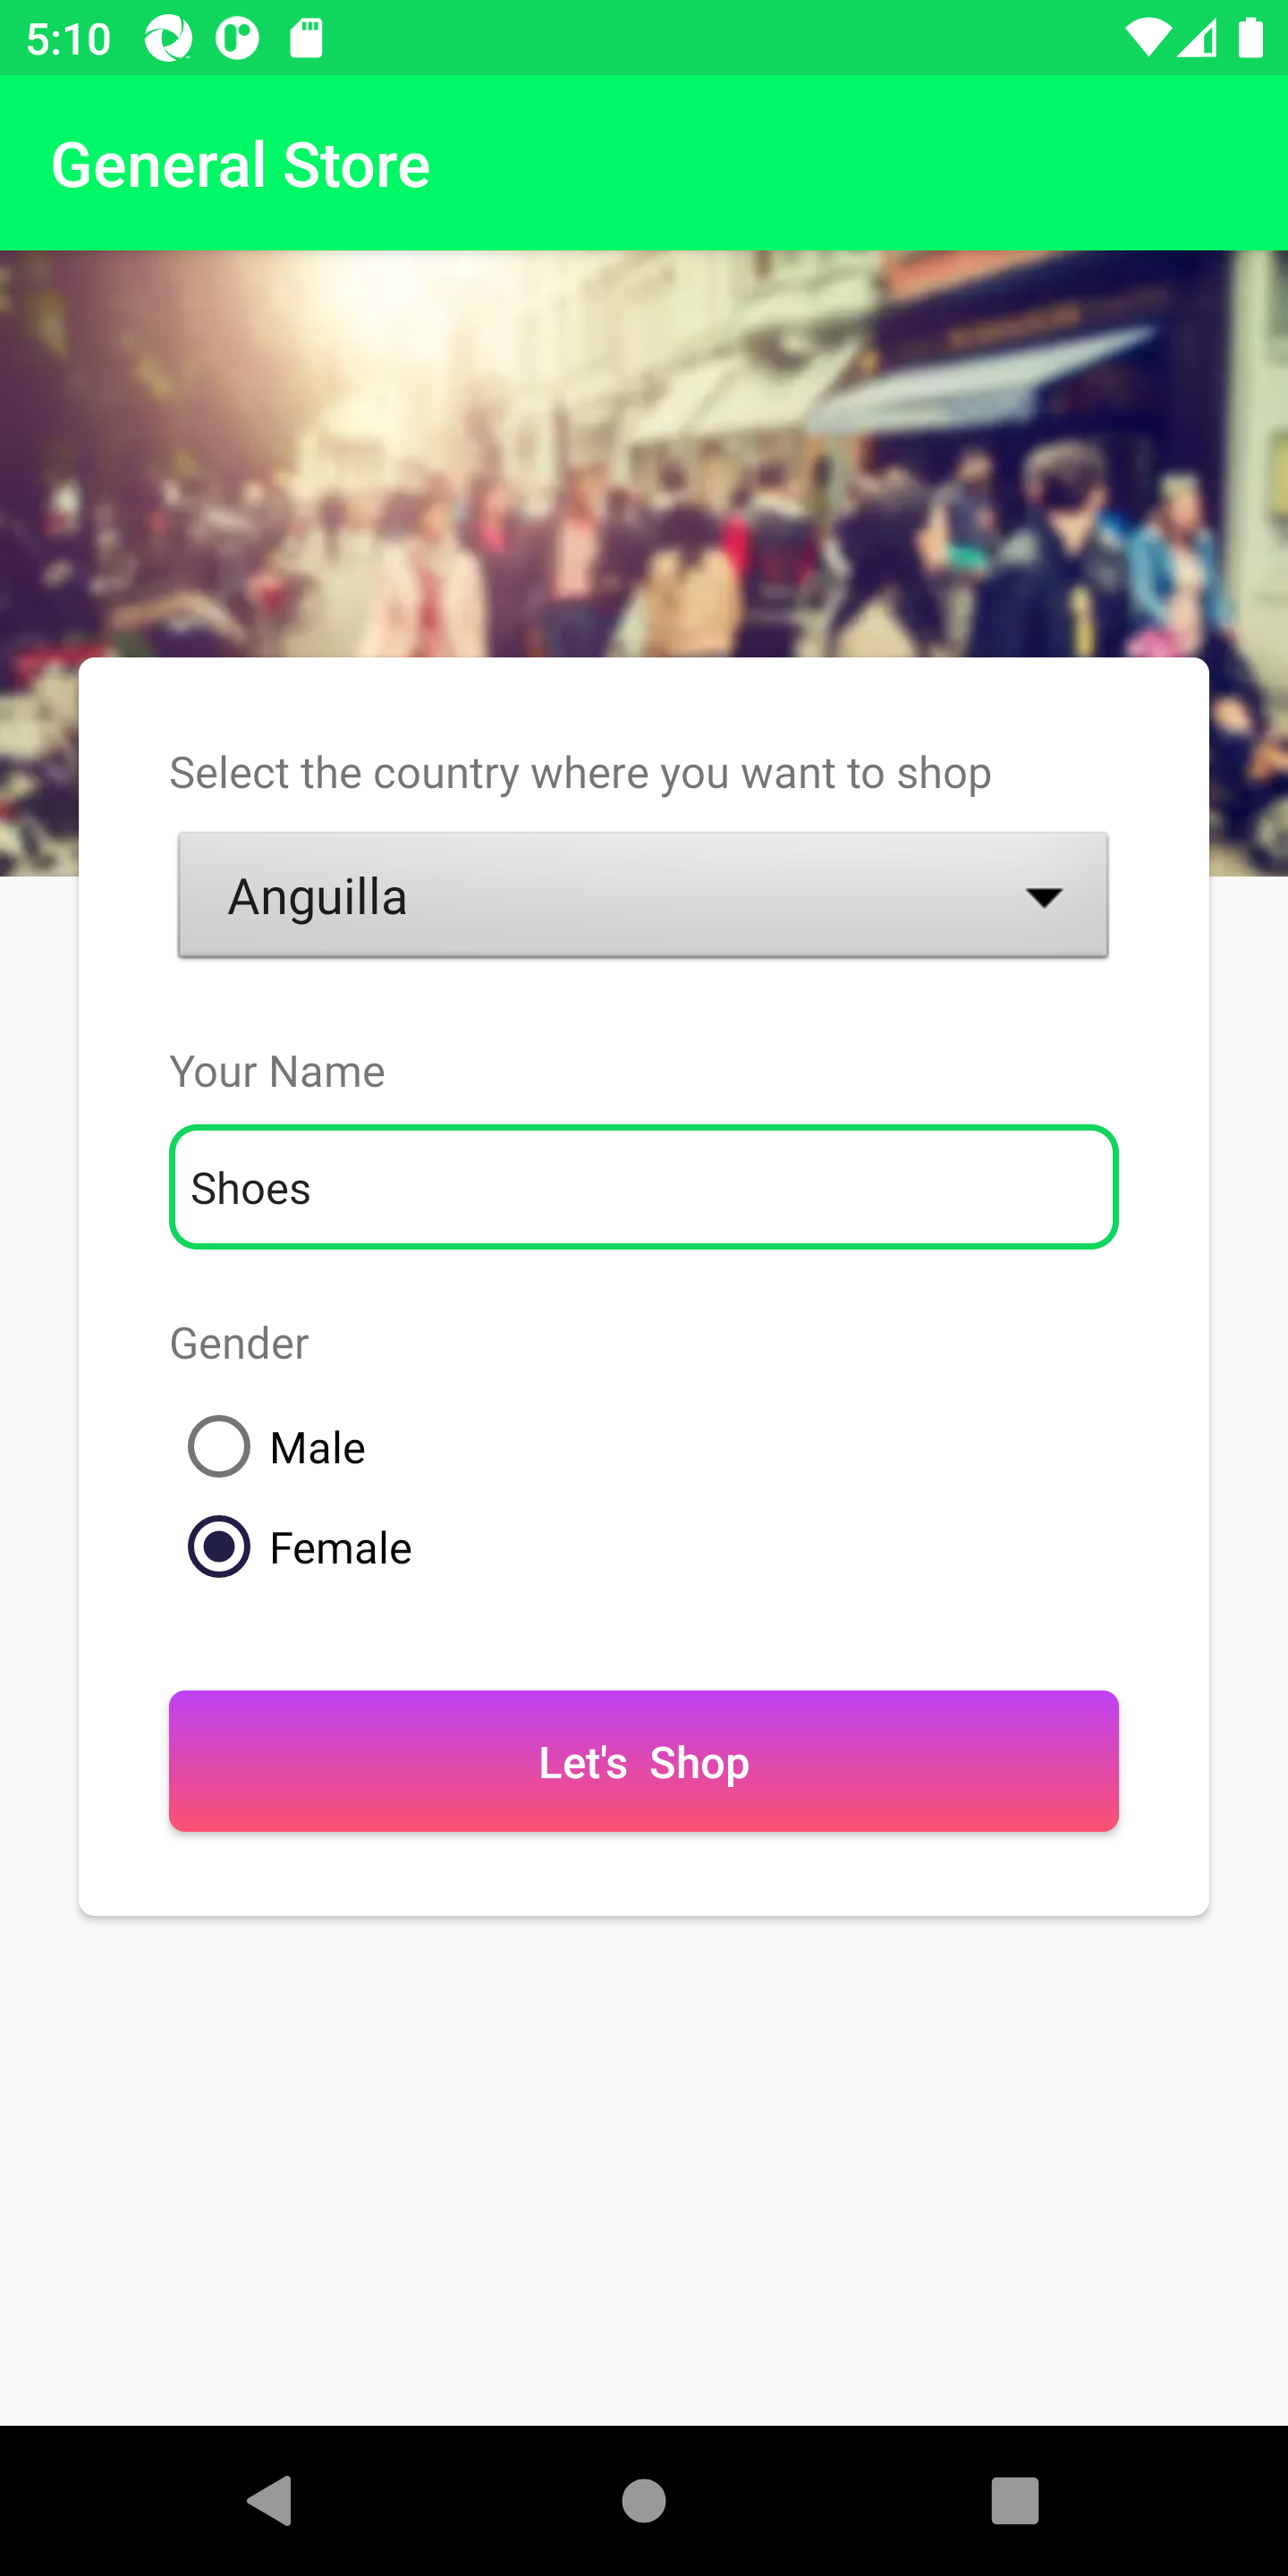 5:10
General Store
Select the country where you want to shop
Anguilla
Your Name
Shoes
Gender
Male
Female
Let's Shop